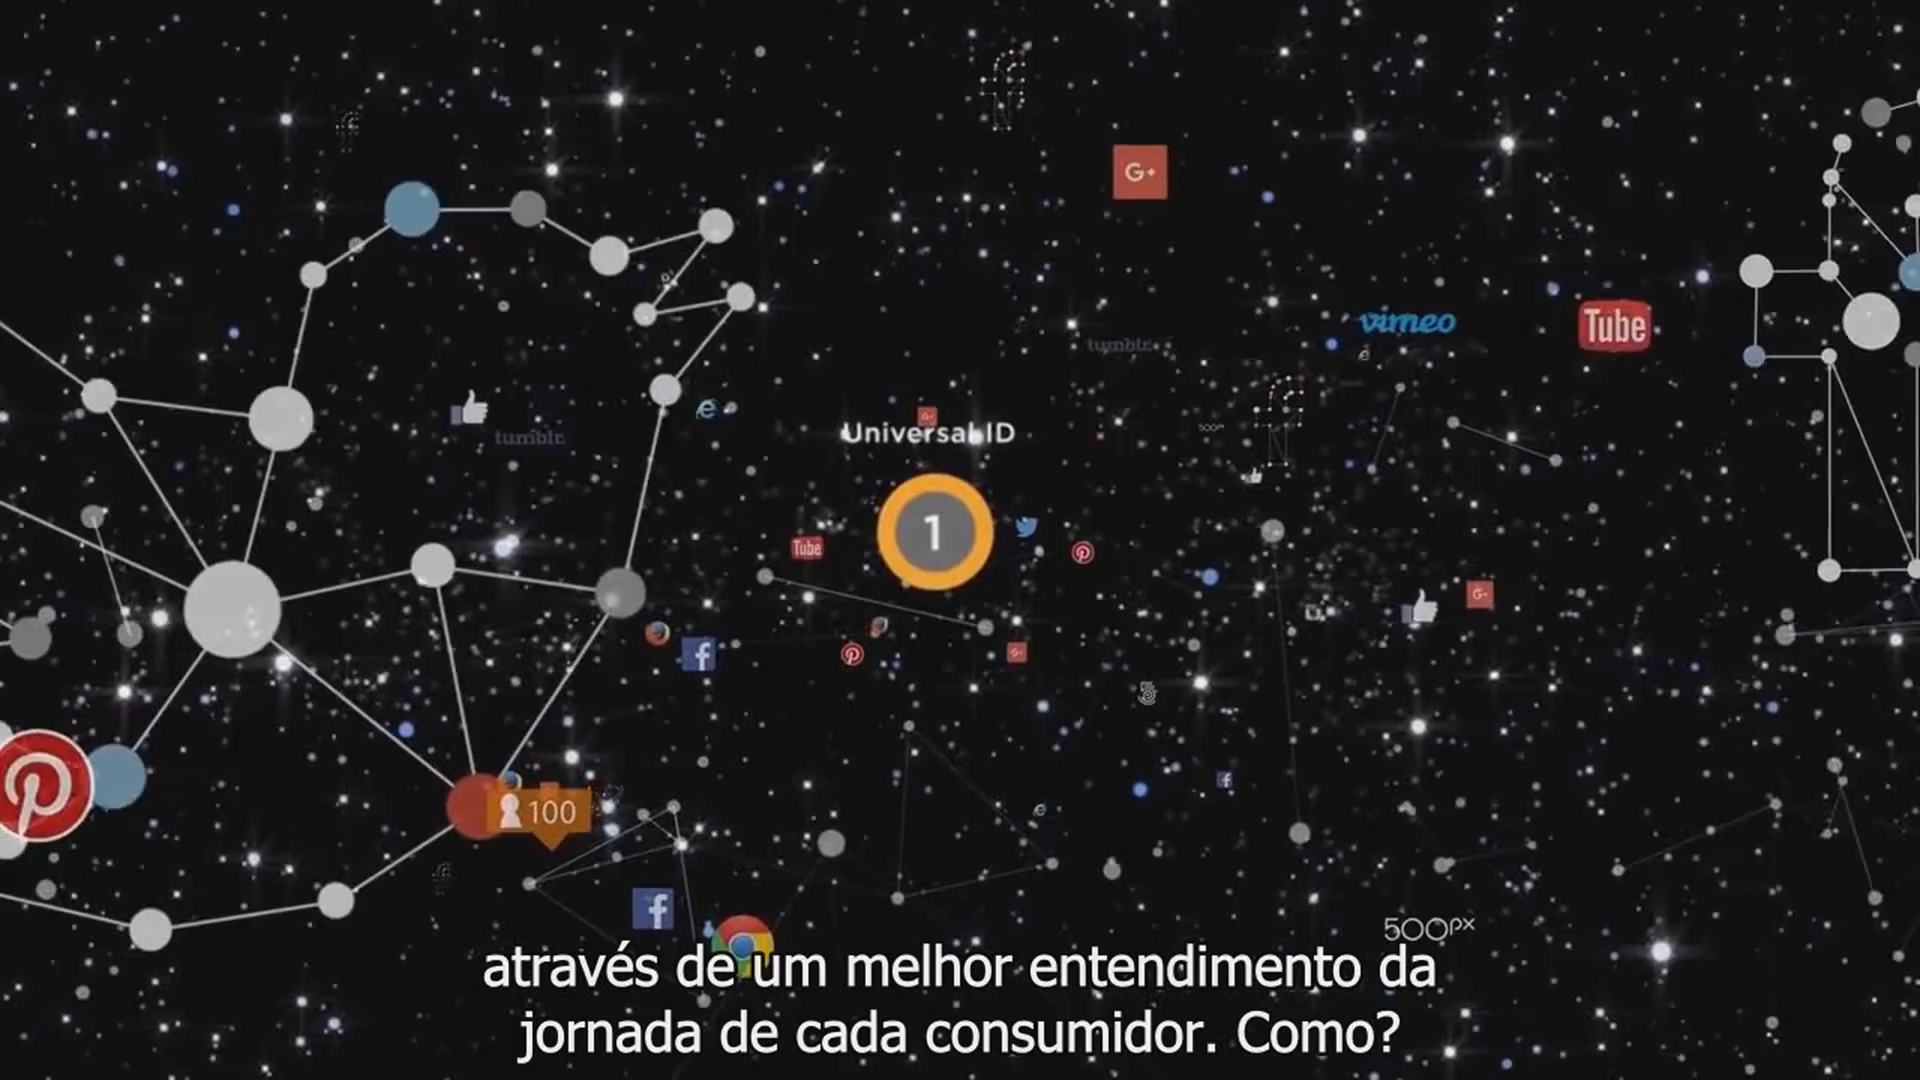 G+
vimeo
Tube
tumblr.
tumblr.
Universal ID
G+
500px
1
Tube
G+
G+
100
500px
através de um melhor entendimento da
jornada de cada consumidor. Como?